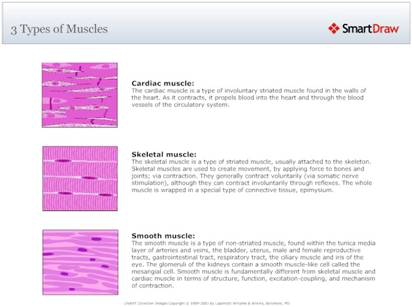 3 Types of Muscles
SmartDraw
Cardiac muscle:
The cardiac muscle is a type of involuntary striated muscle found in the walls of
the heart. As it contracts, it propels blood into the heart and through the blood
vessels of the circulatory system.
Skeletal muscle:
The skeletal muscle is a type of striated muscle, usually attached to the skeleton.
Skeletal muscles are used to create movement, by applying force to bones and
joints; via contraction. They generally contract voluntarily (via somatic nerve
stimulation), although they can contract involuntarily through reflexes. The whole
muscle is wrapped in a special type of connective tissue, epimysium.
Smooth muscle:
The smooth muscle is a type of non-striated muscle, found within the tunica media
layer of arteries and veins, the bladder, uterus, male and female reproductive
tracts, gastrointestinal tract, respiratory tract, the ciliary muscle and iris of the
eye. The glomeruli of the kidneys contain a smooth muscle-like cell called the
mesangial cell. Smooth muscle is fundamentally different from skeletal muscle and
cardiac muscle in terms of structure, function, excitation-coupling, and mechanism
of contraction.